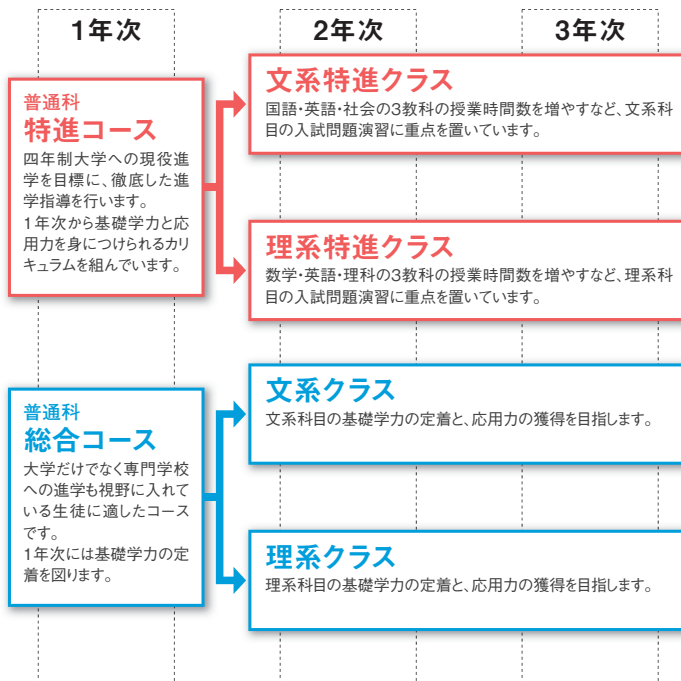 1年次
2年次
3年次
普通科
特進コース
四年制大学への現役進
学を目標に、徹底した進
学指導を行います。
1年次から基礎学力と応
用力を身につけられるカリ
キュラムを組んでいます。
文系特進クラス
国語・英語・社会の3教科の授業時間数を増やすなど、文系科
目の入試問題演習に重点を置いています。
理系特進クラス
数学・英語・理科の3教科の授業時間数を増やすなど、理系科
目の入試問題演習に重点を置いています。
普通科
総合コース
大学だけでなく専門学校
への進学も視野に入れて
いる生徒に適したコース
です。
1年次には基礎学力の定
着を図ります。
文系クラス
文系科目の基礎学力の定着と、応用力の獲得を目指します。
理系クラス
理系科目の基礎学力の定着と、応用力の獲得を目指します。